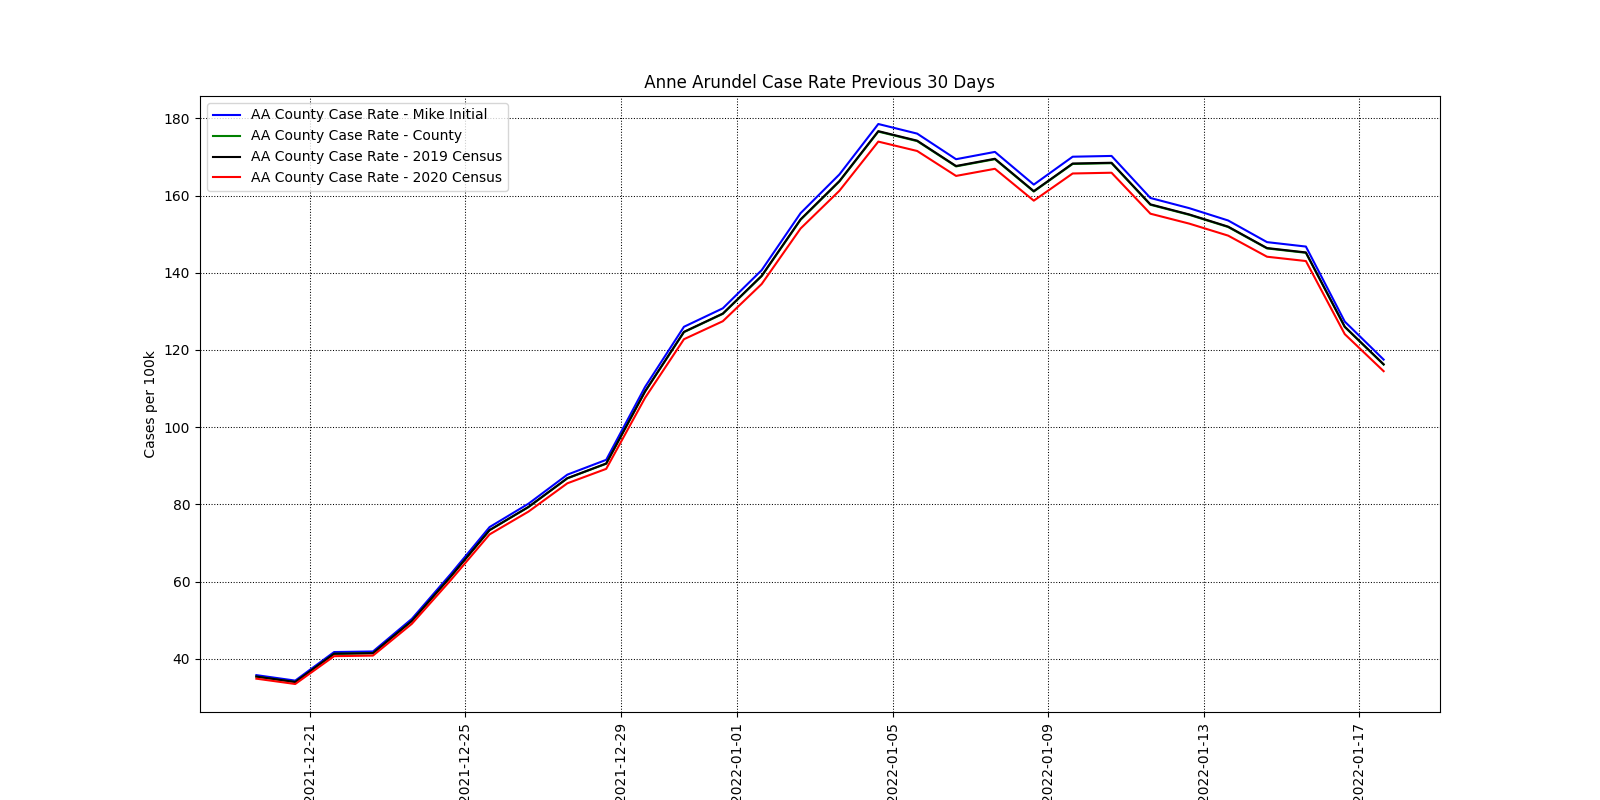 Anne Arundel Case Rate Previous 30 Days
AA County Case Rate - Mike Initial
AA County Case Rate - County
AA County Case Rate - 2019 Census
AA County Case Rate - 2020 Census
Cases per 100k
180
160
140
120
100
80
60
40
2021-12-21
2021-12-25
2021-12-29
2022-01-01
2022-01-05
2022-01-09
2022-01-13
2022-01-17